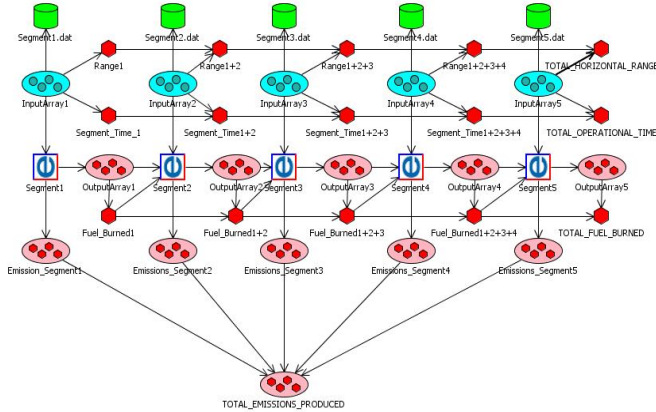 Segment1.dat
Segment2.dat
Segment3.dat
Segment4.dat
Segment5.dat
Range1
Range1+2
Range1+2+3
Range1+2+3+4
TOTAL_HORIZONTAL_RANGE
InputArray1
InputArray2
InputArray3
InputArray4
InputArray5
Segment_Time_1
Segment_Time1+2
Segment_Time1+2+3
Segment_Time1+2+3+4
TOTAL_OPERATIONAL_TIME
Segment1
OutputArray1
Segment2
OutputArray2
Segment3
OutputArray3
Segment4
OutputArray4
Segment5
OutputArray5
Fuel_Burned1
Fuel_Burned1+2
Fuel_Burned1+2+3
Fuel_Burned1+2+3+4
TOTAL_FUEL_BURNED
Emission_Segment1
Emissions_Segment2
Emissions_Segment3
Emissions_Segment4
Emissions_Segment5
TOTAL_EMISSIONS_PRODUCED